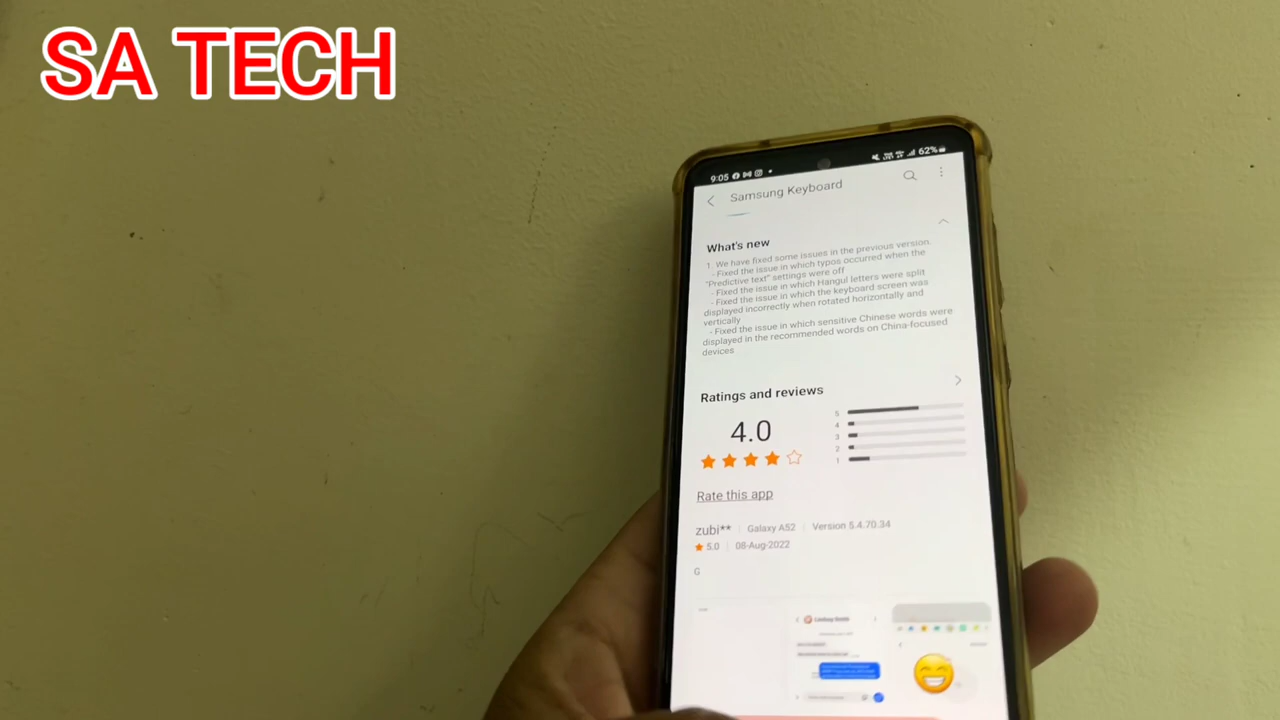 SA TECH
9:05
62%
Samsung Keyboard
What's new
1. We have fixed some issues in the previous version.
- Fixed the issue in which typos occurred when the
"Predictive text" settings were off
- Fixed the issue in which Hangul letters were split
- Fixed the issue in which the keyboard screen was
displayed incorrectly when rotated horizontally and
vertically
- Fixed the issue in which sensitive Chinese words were
displayed in the recommended words on China-focused
devices
Ratings and reviews
4.0
5
4
3
2
1
Rate this app
zubi** Galaxy A52 Version 5.4.70.34
5.0 08-Aug-2022
G